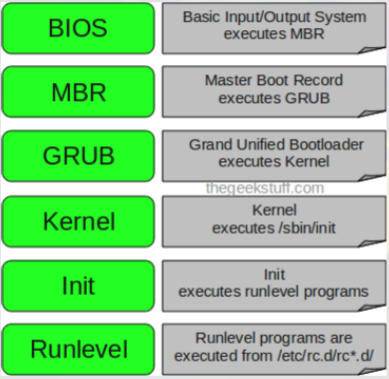 BIOS
Basic Input/Output System
executes MBR
MBR
Master Boot Record
executes GRUB
GRUB
Grand Unified Bootloader
executes Kernel
thegeekstuff.com
Kernel
Kernel
executes /sbin/init
Init
Init
executes runlevel programs
Runlevel
Runlevel programs are
executed from /etc/rc.d/rc*.d/